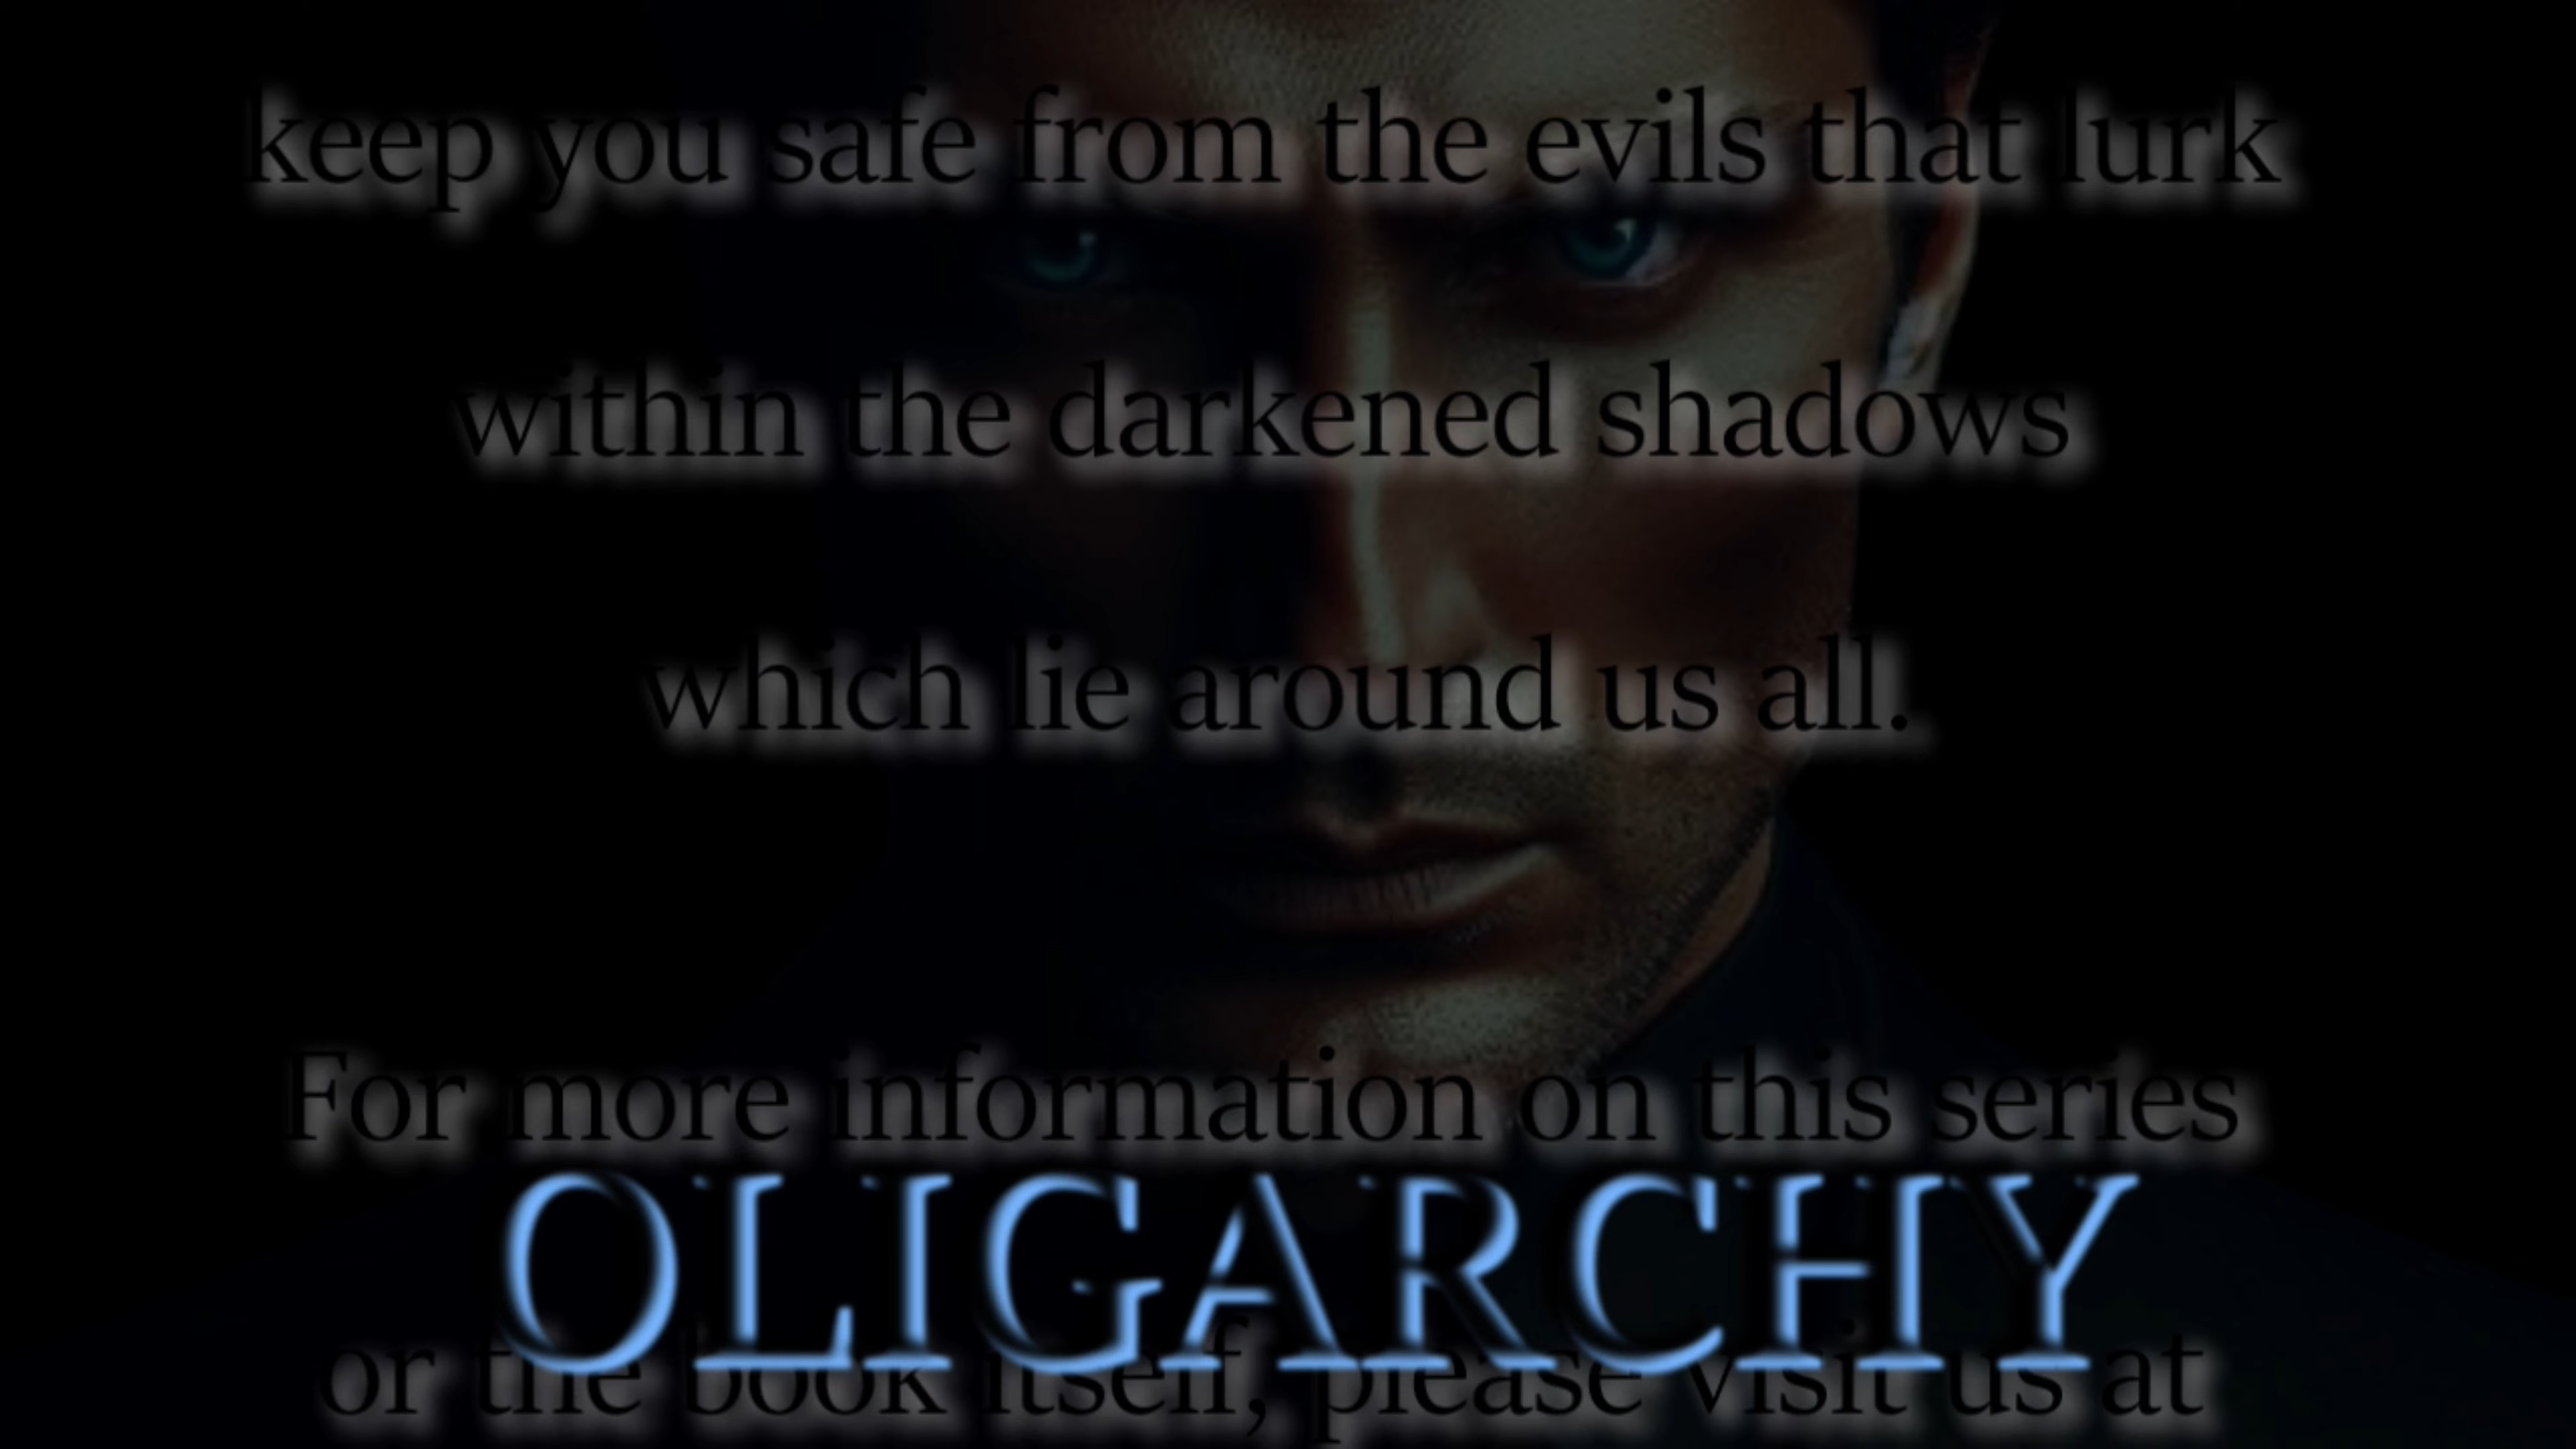 keep you safe from the evils that lurk
within the darkened shadows
which lie around us all.
For more information on this series
OLIGARCHY
or the book itself, please visit us at